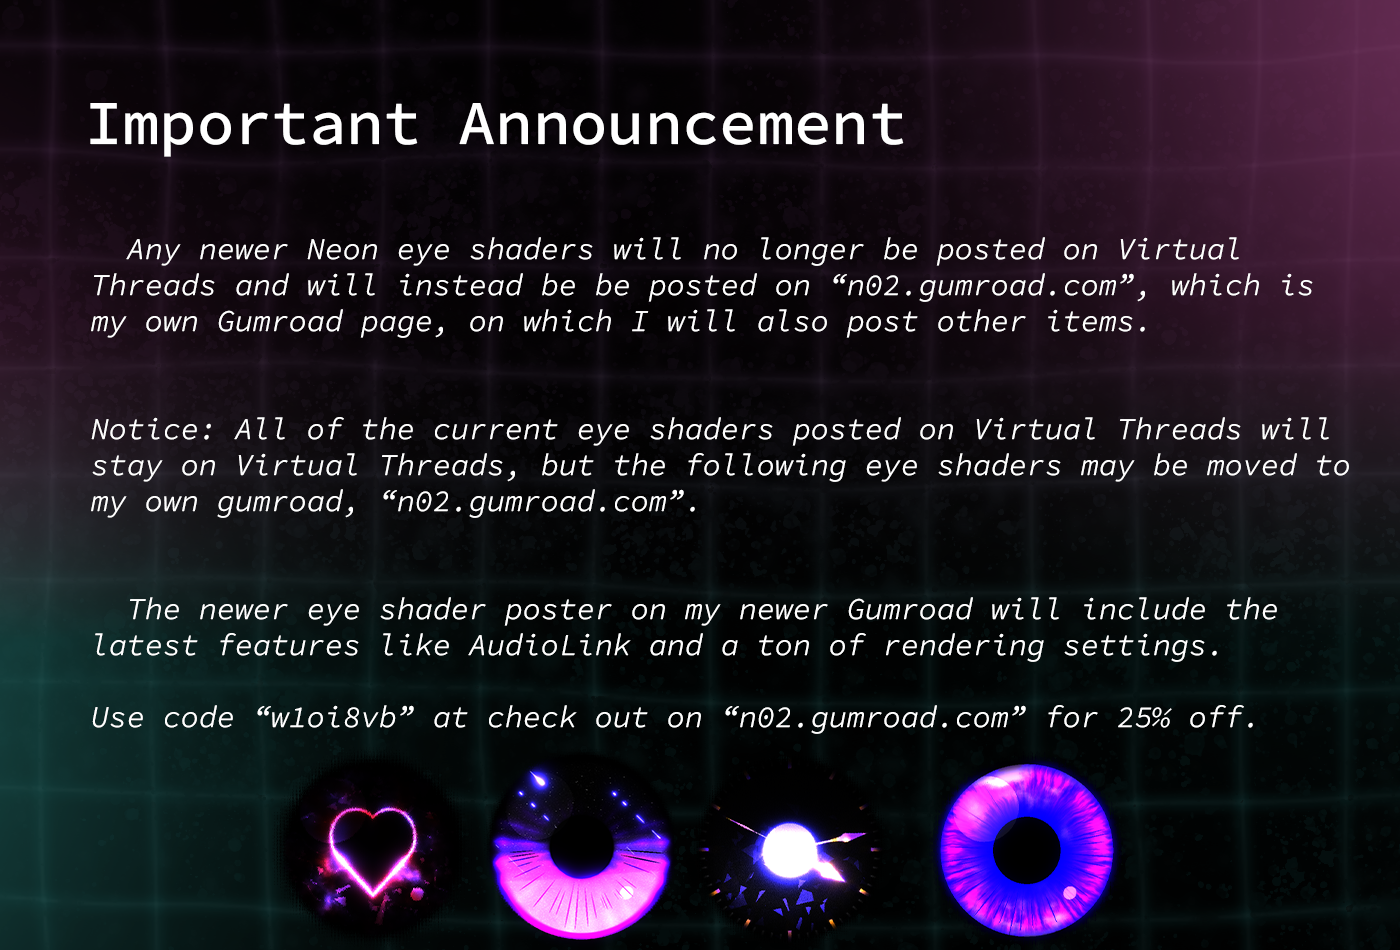 Important Announcement
Any newer Neon eye shaders will no longer be posted on Virtual
Threads and will instead be be posted on “n02.gumroad.com”, which is
my own Gumroad page, on which I will also post other items.
Notice: All of the current eye shaders posted on Virtual Threads will
stay on Virtual Threads, but the following eye shaders may be moved to
my own gumroad, “n02.gumroad.com”.
The newer eye shader poster on my newer Gumroad will include the
latest features like AudioLink and a ton of rendering settings.
Use code “w1oi8vb” at check out on “n02.gumroad.com” for 25% off.